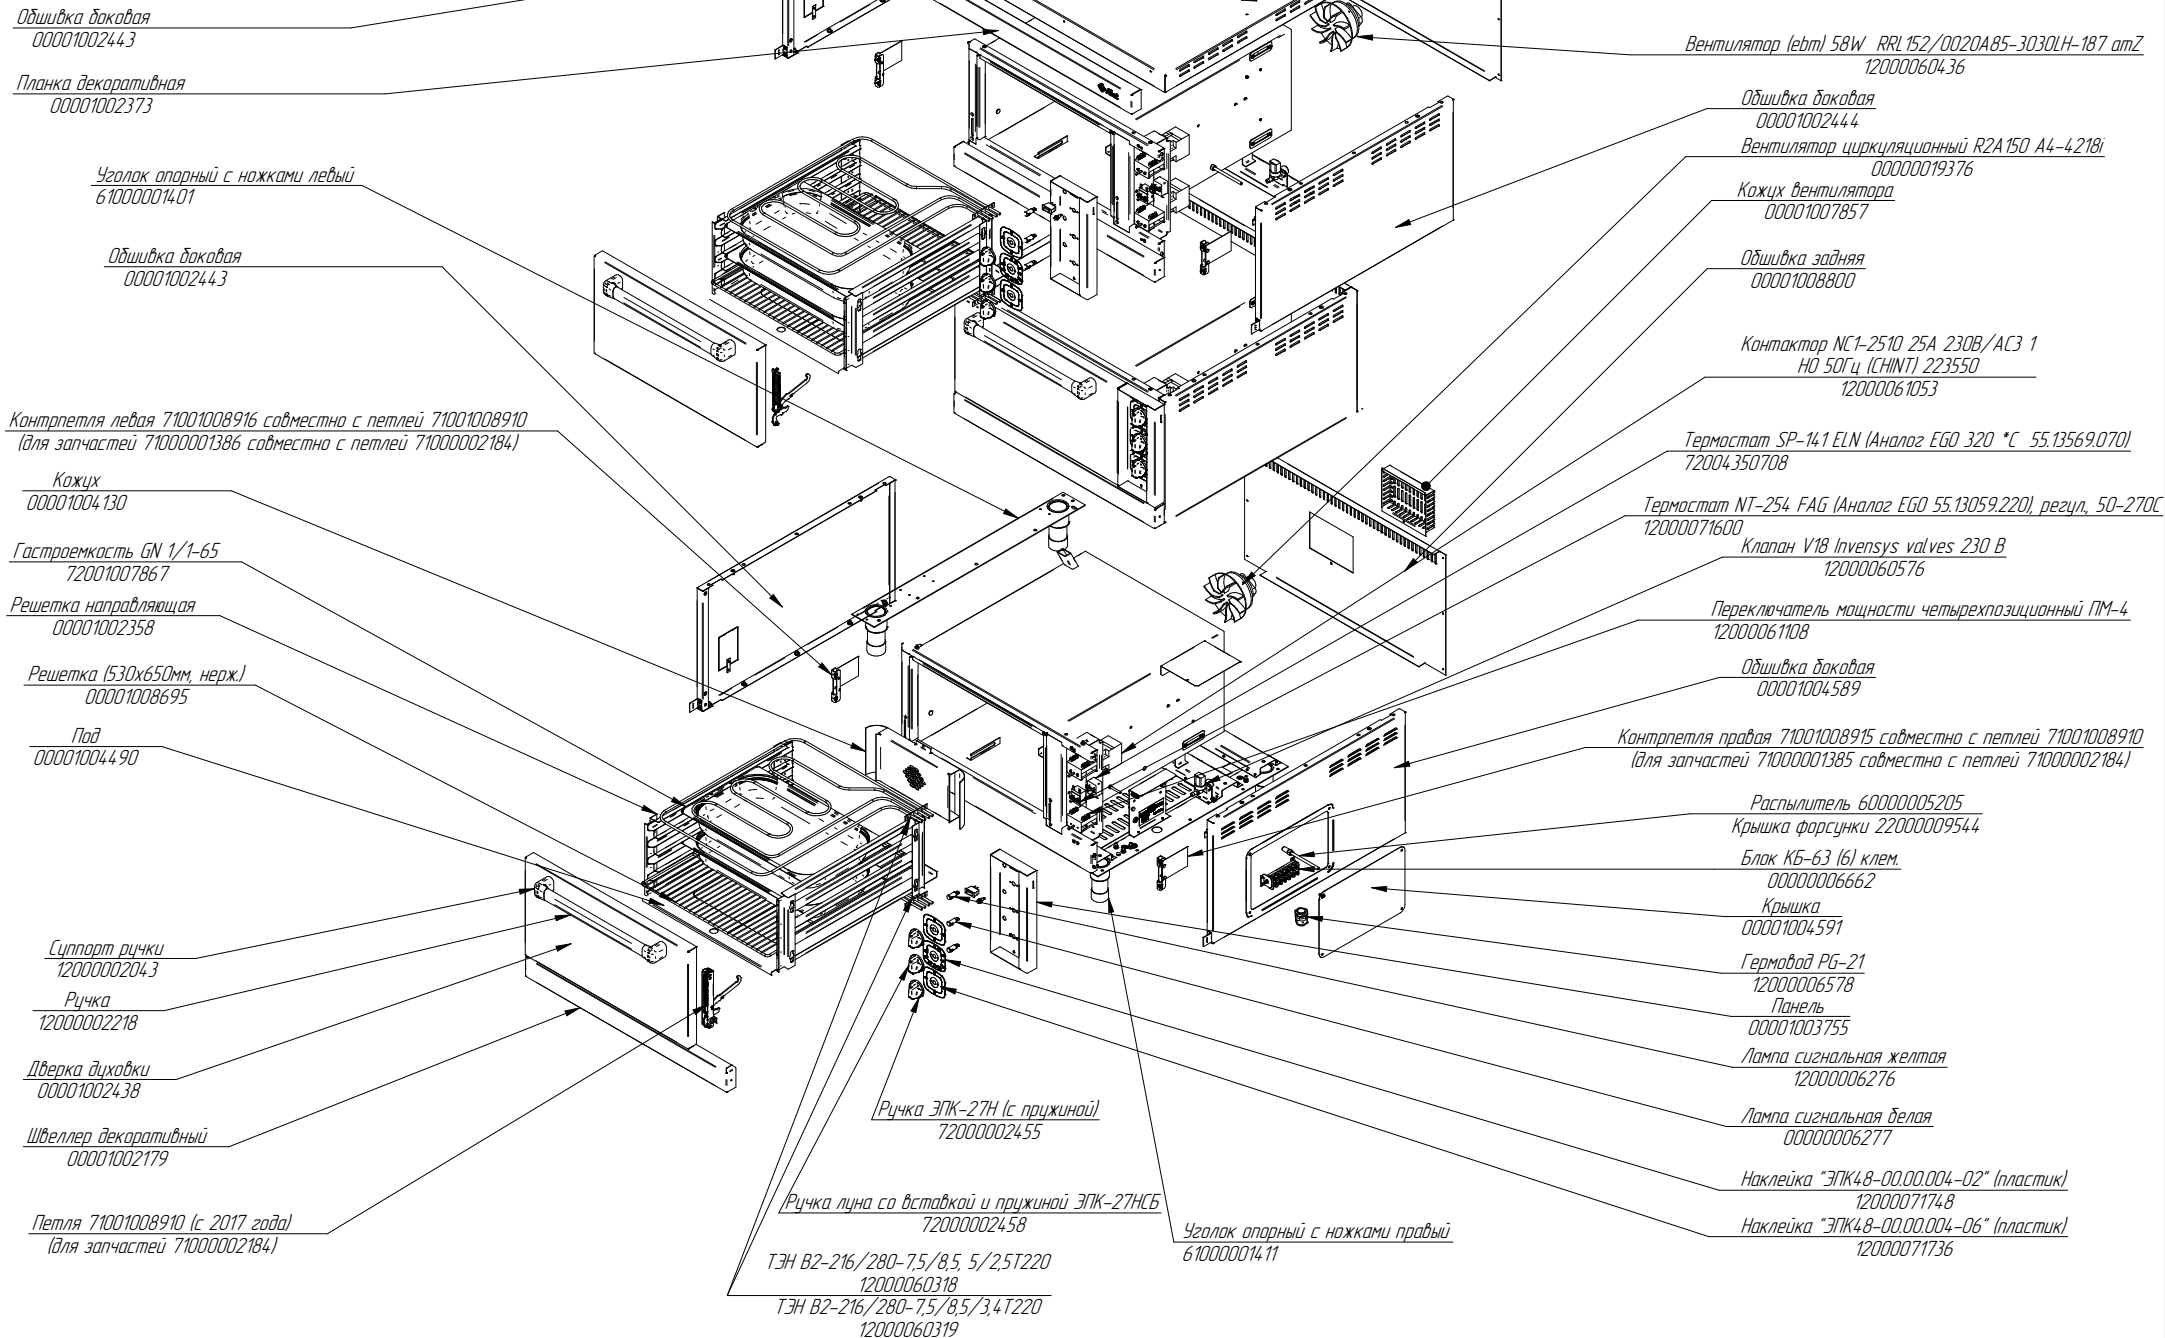 Обшивка боковая
00001002443
Планка декоративная
00001002373
Уголок опорный с ножками левый
61000001401
Обшивка боковая
00001002443
Контрпетля левая 71001008916 совместно с петлей 71001008910
(для запчастей 71000001386 совместно с петлей 71000002184)
Кожух
00001004130
Гастроемкость GN 1/1-65
72001007867
Решетка направляющая
00001002358
Решетка (530х650мм, нерж.)
00001008695
Под
00001004490
Суппорт ручки
12000002043
Ручка
12000002218
Дверка духовки
00001002438
Швеллер декоративный
00001002179
Петля 71001008910 (с 2017 года)
(для запчастей 71000002184)
Ручка ЭПК-27Н (с пружиной)
72000002455
Ручка луна со вставкой и пружиной ЭПК-27НСБ
72000002458
ТЭН В2-216/280-7,5/8,5, 5/2,5Т220
12000060318
ТЭН В2-216/280-7,5/8,5/3,4Т220
12000060319
Уголок опорный с ножками правый
61000001411
Вентилятор (ebm) 58W RRL152/0020A85-3030LH-187 amZ
12000060436
Обшивка боковая
00001002444
Вентилятор циркуляционный R2A150 A4-4218i
00000019376
Кожух вентилятора
00001007857
Обшивка задняя
00001008800
Контактор NC1-2510 25А 230В/АС3 1
НО 50Гц (CHINT) 223550
12000061053
Термостат SP-141 ELN (Аналог EGO 320 *С 55.13569.070)
72004350708
Термостат NT-254 FAG (Аналог EGO 55.13059.220), регул, 50-270С
12000071600
Клапан V18 Invensys valves 230 В
12000060576
Переключатель мощности четырехпозиционный ПМ-4
12000061108
Обшивка боковая
00001004589
Контрпетля правая 71001008915 совместно с петлей 71001008910
(для запчастей 71000001385 совместно с петлей 71000002184)
Распылитель 60000005205
Крышка форсунки 22000009544
Блок КБ-63 (6) клем.
00000006662
Крышка
00001004591
Гермовод PG-21
12000006578
Панель
00001003755
Лампа сигнальная желтая
12000006276
Лампа сигнальная белая
00000006277
Наклейка "ЭПК48-00.00.004-02" (пластик)
12000071748
Наклейка "ЭПК48-00.00.004-06" (пластик)
12000071736